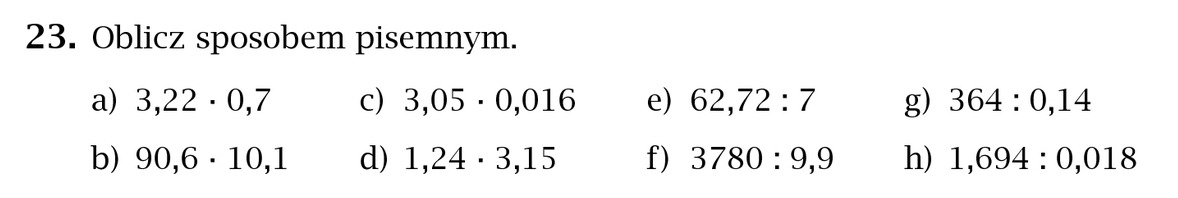 23. Oblicz sposobem pisemnym.
a) 3,22 · 0,7 c) 3,05 · 0,016 e) 62,72 : 7 g) 364 : 0,14
b) 90,6 · 10,1 d) 1,24 · 3,15 f) 3780 : 9,9 h) 1,694 : 0,018